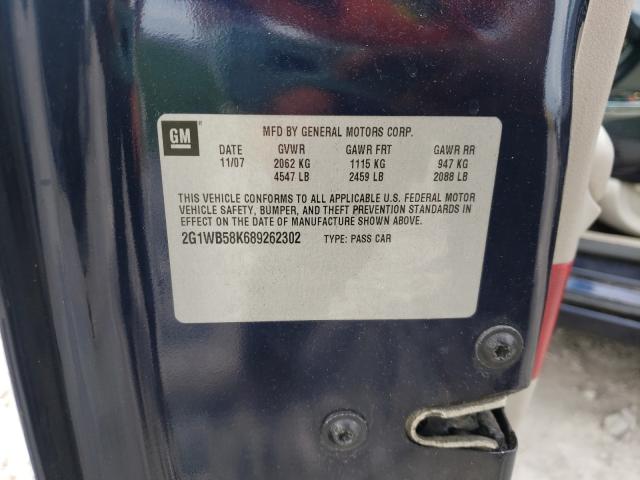 GM
MFD BY GENERAL MOTORS CORP.
DATE GVWR GAWR FRT GAWR RR
11/07 2062 KG 1115 KG 947 KG
4547 LB 2459 LB 2088 LB
THIS VEHICLE CONFORMS TO ALL APPLICABLE U.S. FEDERAL MOTOR
VEHICLE SAFETY, BUMPER, AND THEFT PREVENTION STANDARDS IN
EFFECT ON THE DATE OF MANUFACTURE SHOWN ABOVE.
2G1WB58K689262302 TYPE: PASS CAR